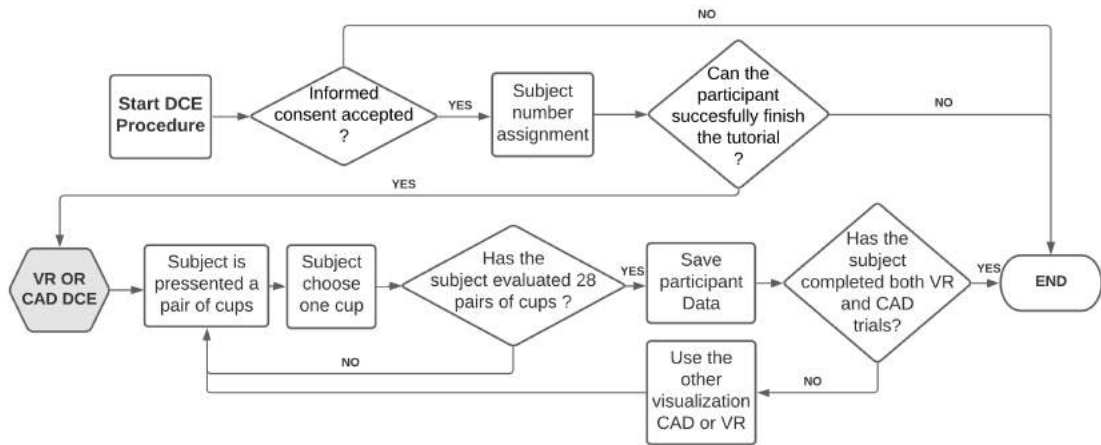 NO
Start DCE
Procedure
Informed
consent accepted
?
YES
Subject
number
assignment
Can the
participant
succesfully finish
the tutorial
?
NO
YES
VR OR
CAD DCE
Subject is
pressented a
pair of cups
Subject
choose
one cup
Has the
subject evaluated 28
pairs of cups ?
YES
Save
participant
Data
Has the
subject
completed both VR
and CAD
trials?
YES
END
NO
Use the
other
visualization
CAD or VR
NO